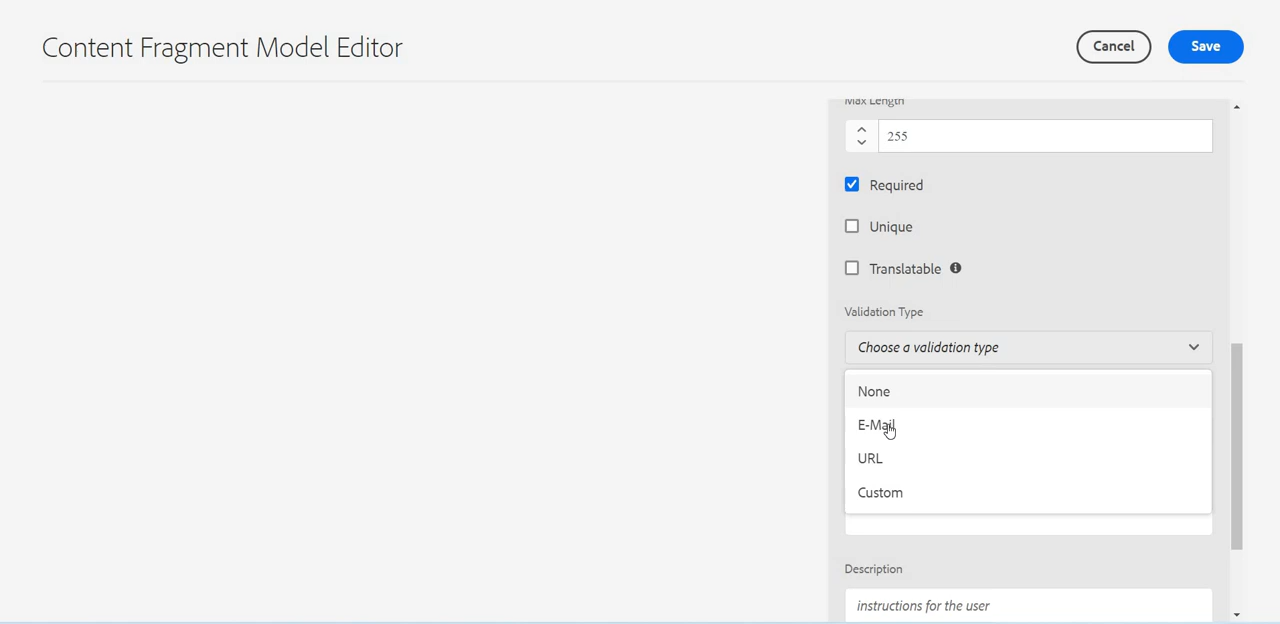 Content Fragment Model Editor
Cancel
Save
Max Length
255
Required
Unique
Translatable
Validation Type
Choose a validation type
None
E-Mail
URL
Custom
Description
instructions for the user